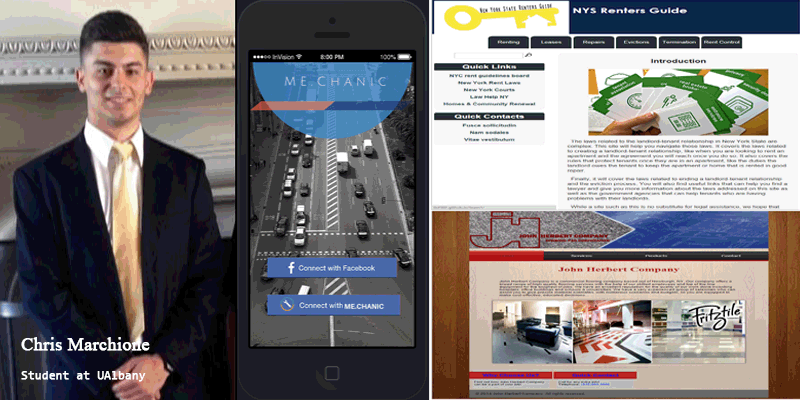 Chris Marchione
Student at UAlbany
InVision
8:00 PM
100%
ME CHANIC
Connect with Facebook
Connect with ME.CHANIC
NEW YORK STATE RENTERS GUIDE
NYS Renters Guide
Renting
Leases
Repairs
Evictions
Termination
Rent Control
Quick Links
NYC rent guidelines board
New York Rent Laws
New York Courts
Law Help NY
Homes & Community Renewal
Quick Contacts
Fusce sollicitudin
Nam sodales
Vitae vestibulum
Introduction
The laws related to the landlord-tenant relationship in New York State are
complex. This site will help you navigate those laws. It covers the laws related
to creating a landlord-tenant relationship, like when you are looking to rent an
apartment and the agreement you will reach once you do so. It also covers the
rules that protect tenants once they are in an apartment, like the duties the
landlord owes the tenant to keep the apartment or home that is rented in good
repair.
Finally, it will cover the laws related to ending a landlord-tenant relationship
and the eviction process. You will also find useful links that can help you find a
lawyer and give you more information about the laws addressed on this site as
well as the government agencies that can help tenants who are having
problems with their landlords.
While a site such as this is no substitute for legal assistance, we hope that
JH
JOHN HERBERT COMPANY
Services
Products
Contact
John Herbert Company
Fritztile
Why Choose JH?
Quick Contact